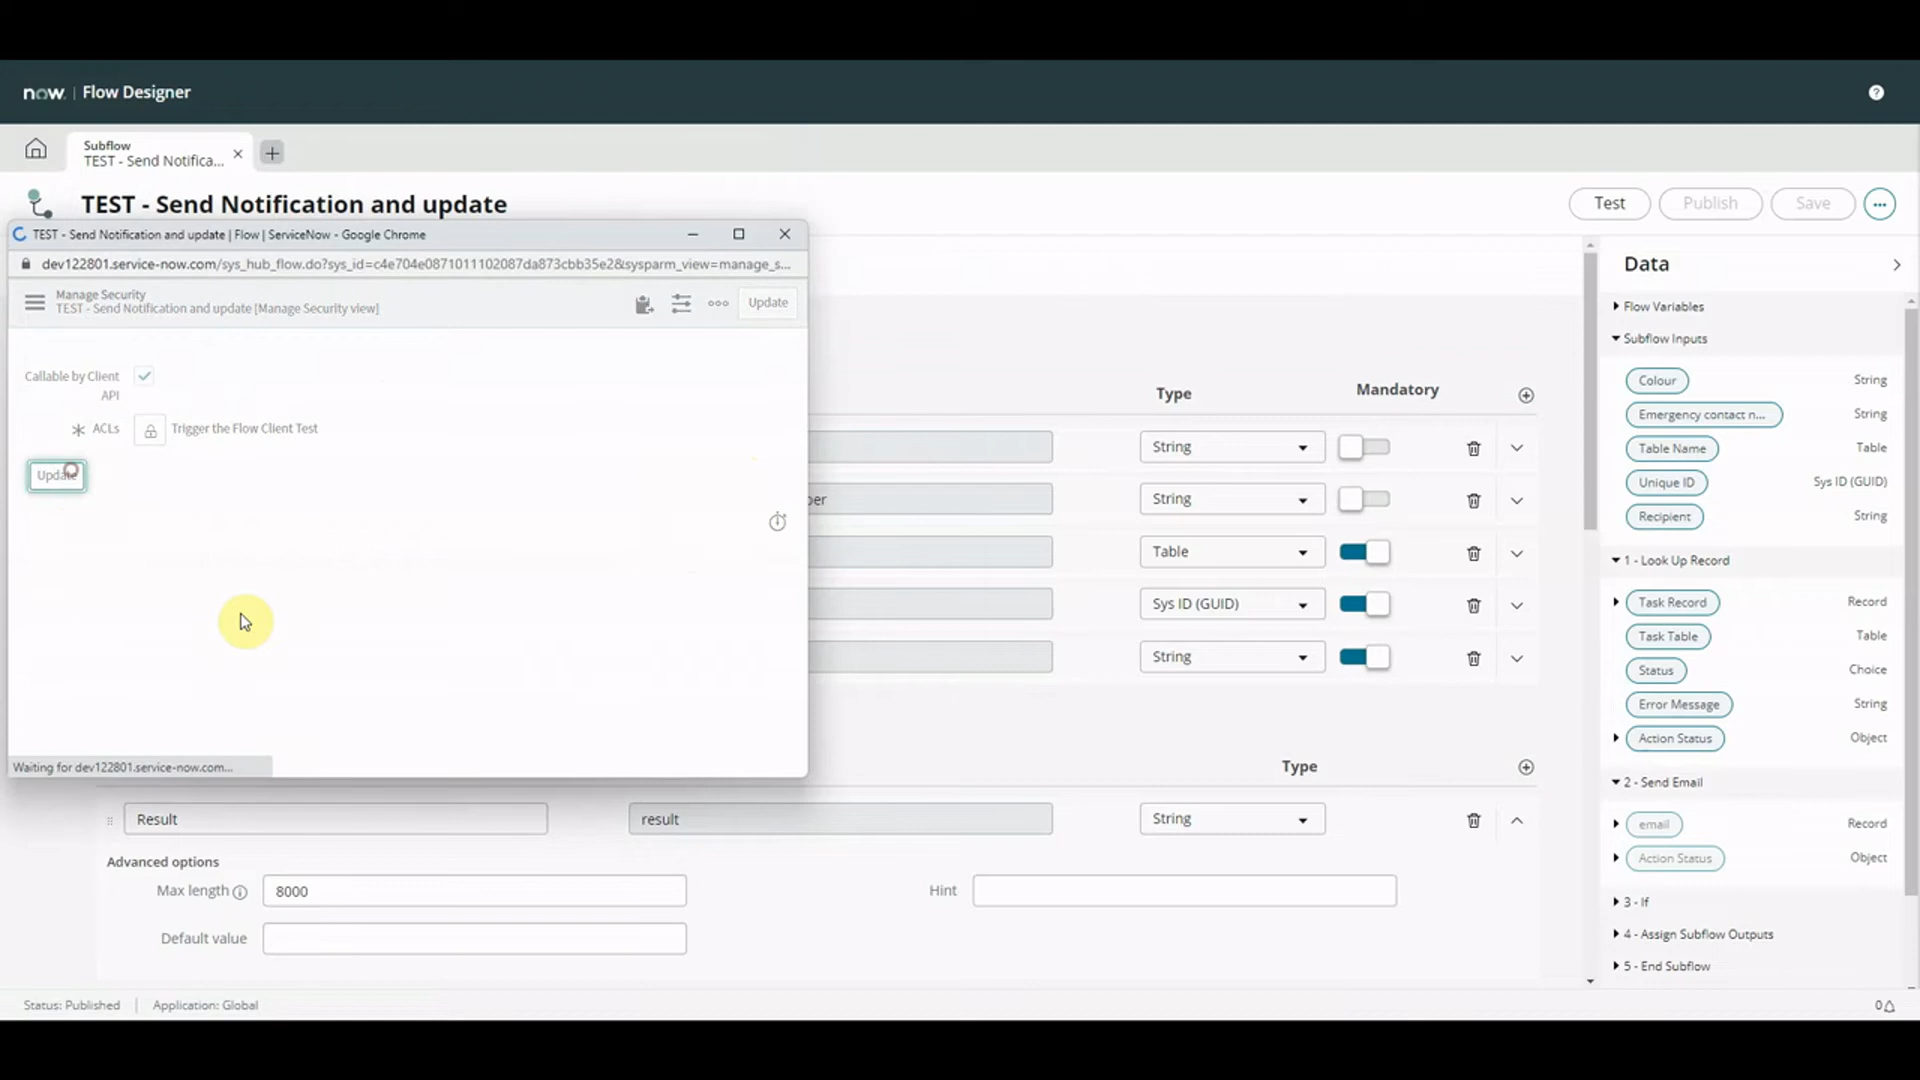 now. | Flow Designer
Subflow
TEST - Send Notifica...
TEST - Send Notification and update
Test
Publish
Save
TEST - Send Notification and update | Flow | ServiceNow - Google Chrome
dev122801.service-now.com/sys_hub_flow.do?sys_id=c4e704e0871011102087da873cbb35e2&sysparm_view=manage_s...
Manage Security
TEST - Send Notification and update [Manage Security view]
Update
Callable by Client
API
ACLs
Trigger the Flow Client Test
Update
Waiting for dev122801.service-now.com...
Type
Mandatory
String
ber
String
Table
Sys ID (GUID)
String
Type
Result
result
String
Advanced options
Max length
8000
Hint
Default value
Data
Flow Variables
Subflow Inputs
Colour
String
Emergency contact n...
String
Table Name
Table
Unique ID
Sys ID (GUID)
Recipient
String
1 - Look Up Record
Task Record
Record
Task Table
Table
Status
Choice
Error Message
String
Action Status
Object
2 - Send Email
email
Record
Action Status
Object
3 - If
4 - Assign Subflow Outputs
5 - End Subflow
Status: Published
Application: Global
0